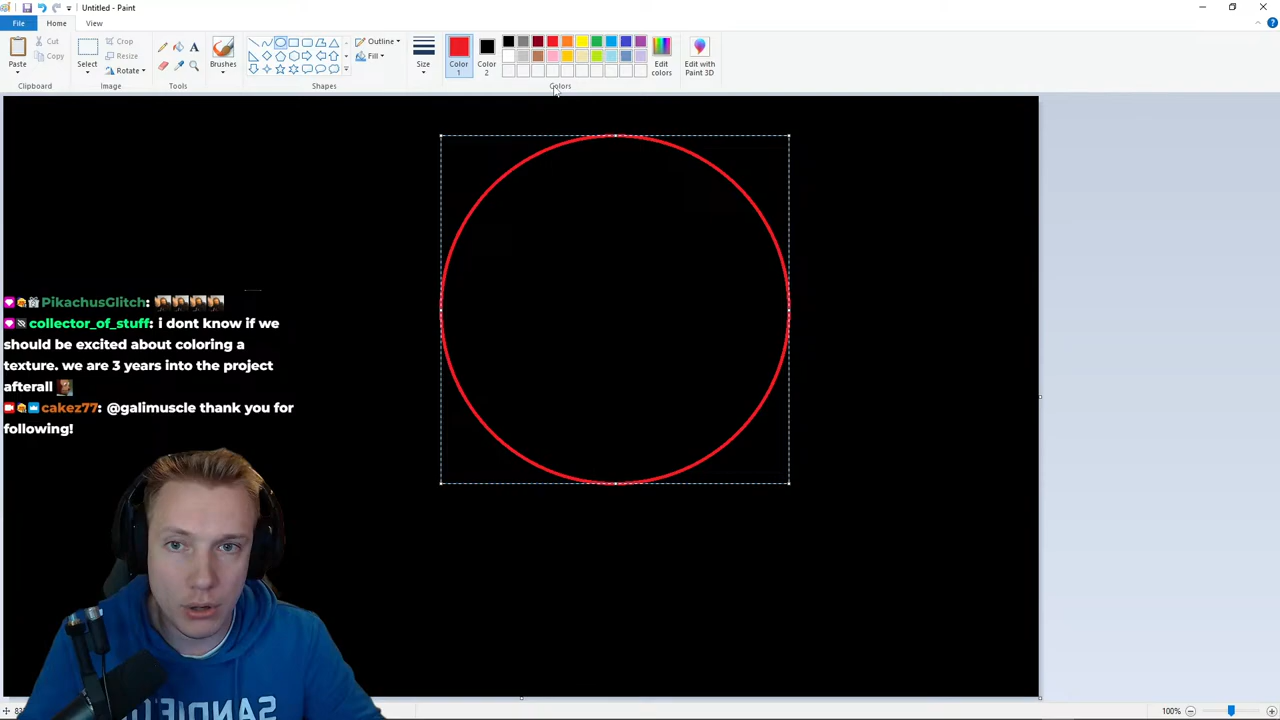 Untitled - Paint
File
Home
View
Paste
Cut
Copy
Clipboard
Select
Crop
Resize
Rotate
Image
Tools
Brushes
Shapes
Outline
Fill
Size
Color
1
Color
2
Colors
Edit
colors
Edit with
Paint 3D
PikachusGlitch:
collector_of_stuff: i dont know if we
should be excited about coloring a
texture. we are 3 years into the project
afterall
cakez77: @galimuscle thank you for
following!
100%